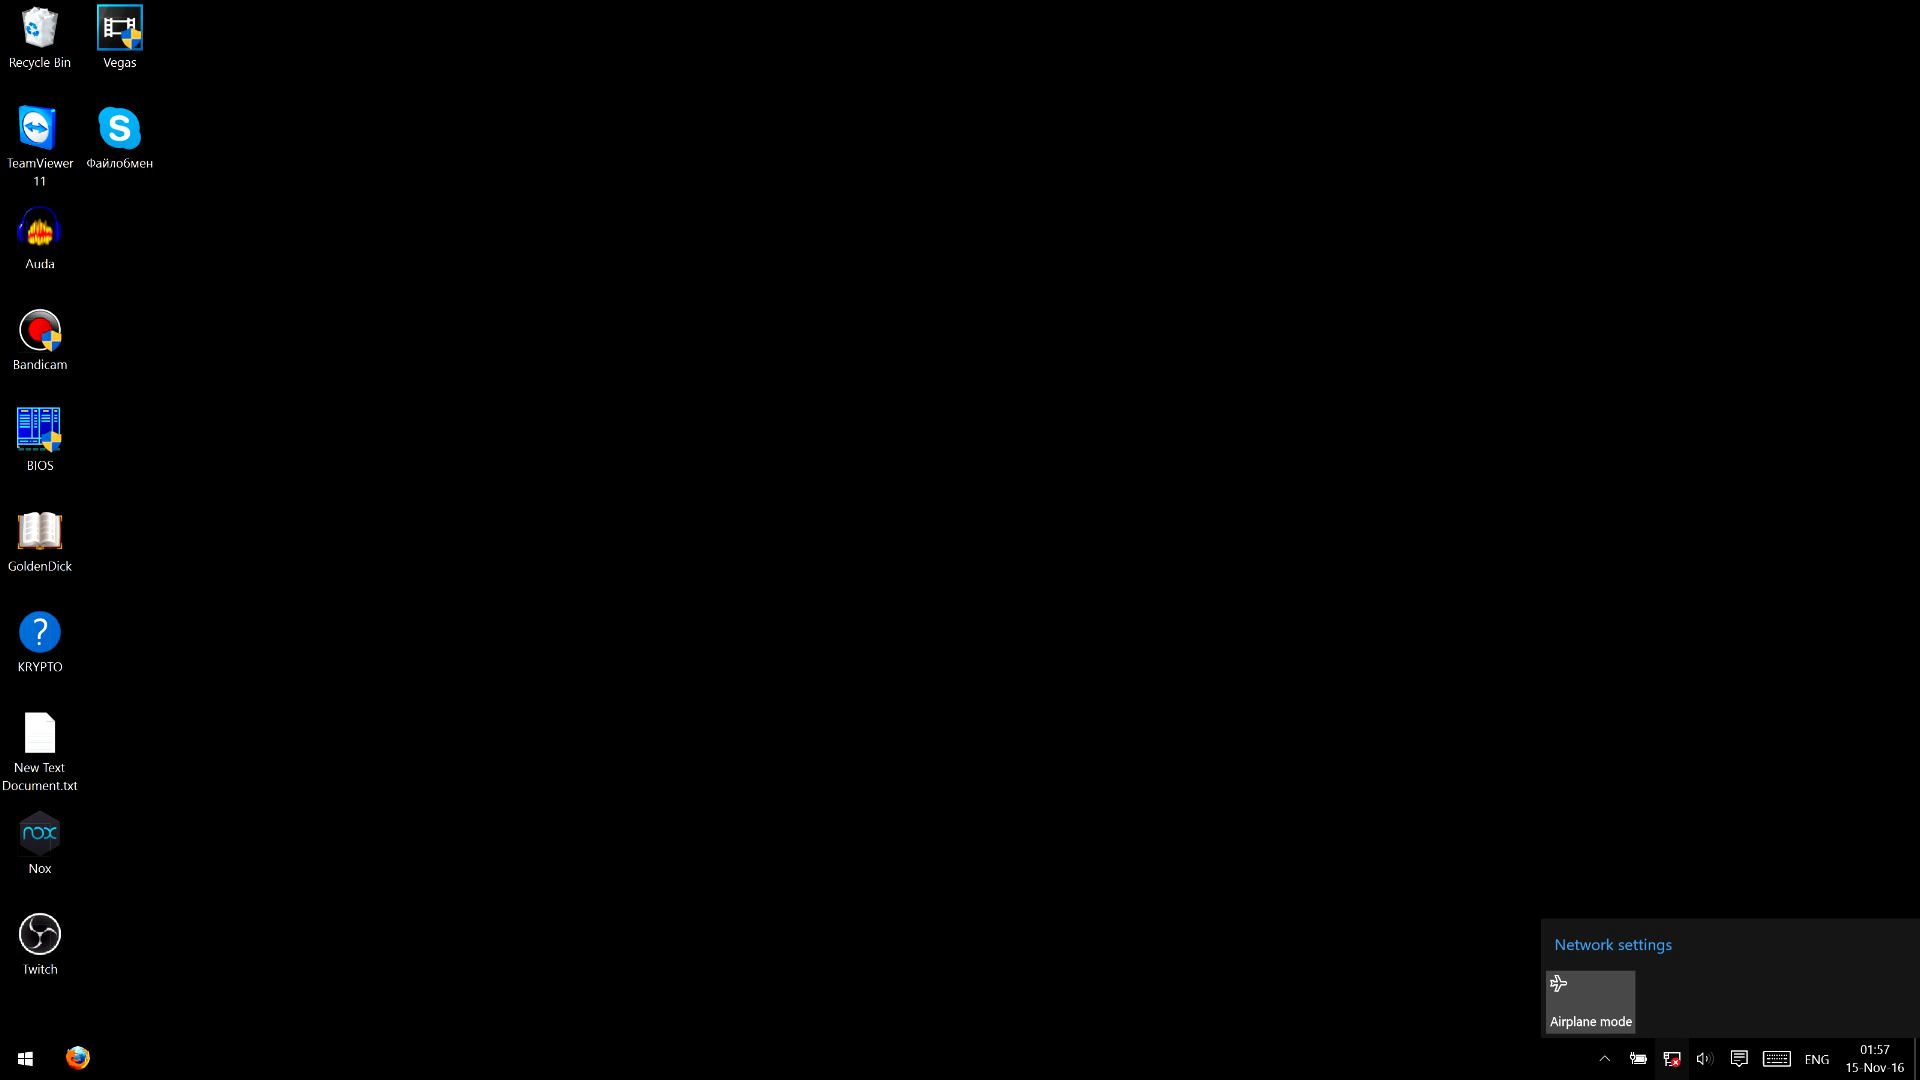 Recycle Bin
Vegas
TeamViewer
11
Файлобмен
Auda
Bandicam
BIOS
GoldenDick
KRYPTO
New Text
Document.txt
nox
Nox
Twitch
Network settings
Airplane mode
ENG
01:57
15-Nov-16